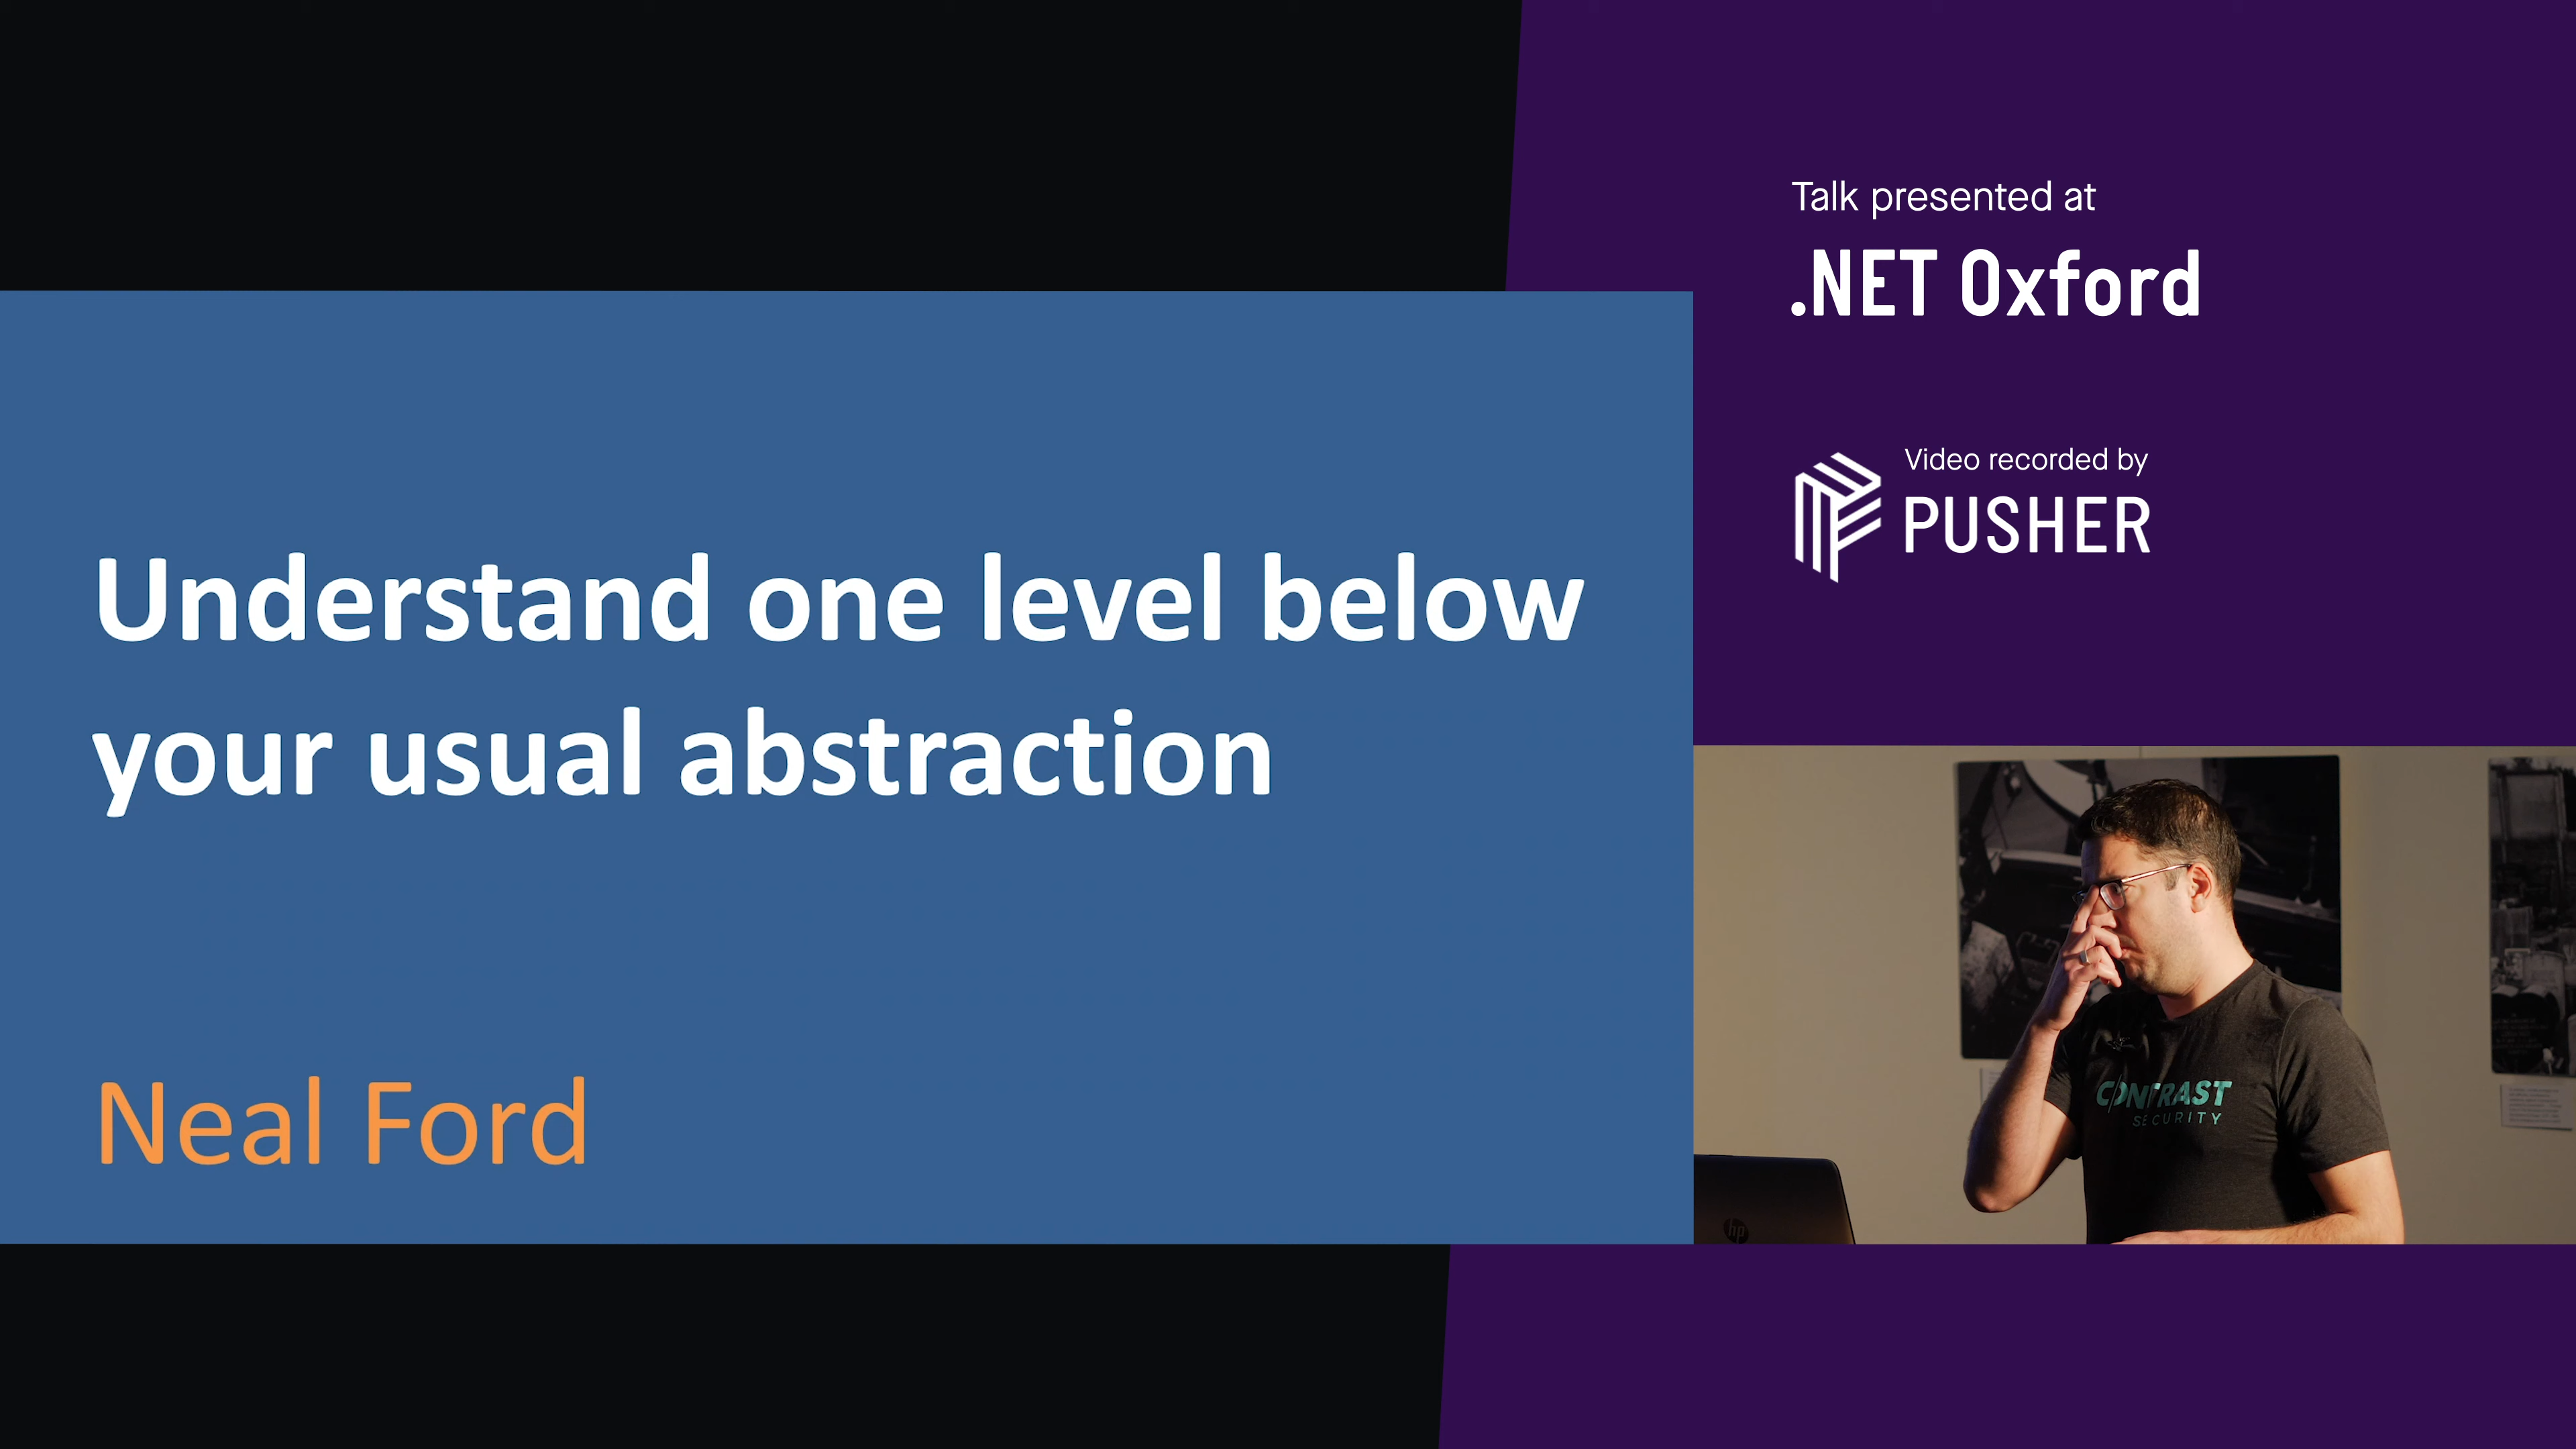 Understand one level below
your usual abstraction
Neal Ford
Talk presented at
.NET Oxford
Video recorded by
PUSHER
CONTRAST
SECURITY
hp